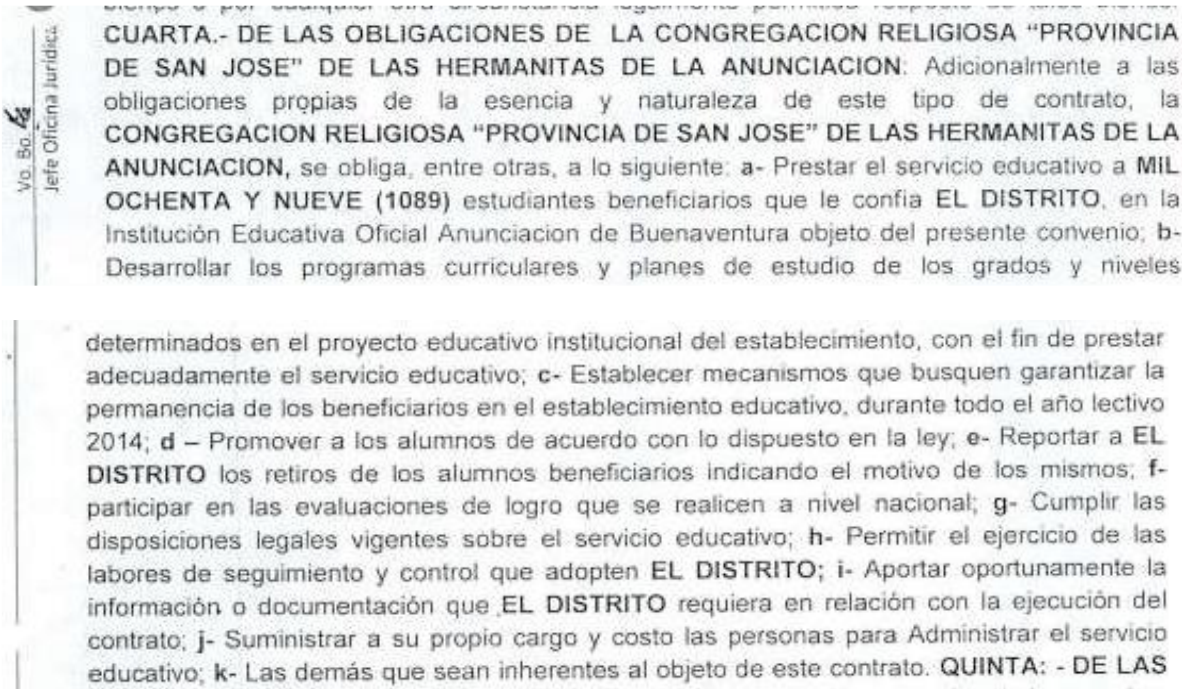 CUARTA.- DE LAS OBLIGACIONES DE LA CONGREGACION RELIGIOSA “PROVINCIA
DE SAN JOSE” DE LAS HERMANITAS DE LA ANUNCIACION: Adicionalmente a las
obligaciones propias de la esencia y naturaleza de este tipo de contrato, la
CONGREGACION RELIGIOSA “PROVINCIA DE SAN JOSE” DE LAS HERMANITAS DE LA
ANUNCIACION, se obliga, entre otras, a lo siguiente: a- Prestar el servicio educativo a MIL
OCHENTA Y NUEVE (1089) estudiantes beneficiarios que le confia EL DISTRITO, en la
Institución Educativa Oficial Anunciacion de Buenaventura objeto del presente convenio; b-
Desarrollar los programas curriculares y planes de estudio de los grados y niveles
Vo. Bo.
Jefe Oficina Jurídica
determinados en el proyecto educativo institucional del establecimiento, con el fin de prestar
adecuadamente el servicio educativo; c- Establecer mecanismos que busquen garantizar la
permanencia de los beneficiarios en el establecimiento educativo, durante todo el año lectivo
2014; d – Promover a los alumnos de acuerdo con lo dispuesto en la ley; e- Reportar a EL
DISTRITO los retiros de los alumnos beneficiarios indicando el motivo de los mismos; f-
participar en las evaluaciones de logro que se realicen a nivel nacional; g- Cumplir las
disposiciones legales vigentes sobre el servicio educativo; h- Permitir el ejercicio de las
labores de seguimiento y control que adopten EL DISTRITO; i- Aportar oportunamente la
información o documentación que EL DISTRITO requiera en relación con la ejecución del
contrato; j- Suministrar a su propio cargo y costo las personas para Administrar el servicio
educativo; k- Las demás que sean inherentes al objeto de este contrato. QUINTA: - DE LAS